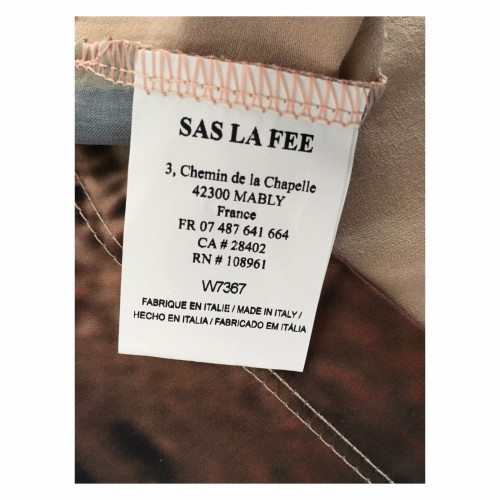 SAS LA FEE
3, Chemin de la Chapelle
42300 MABLY
France
FR 07 487 641 664
CA # 28402
RN # 108961
W7367
FABRIQUE EN ITALIE / MADE IN ITALY /
HECHO EN ITALIA / FABRICADO EM ITÁLIA